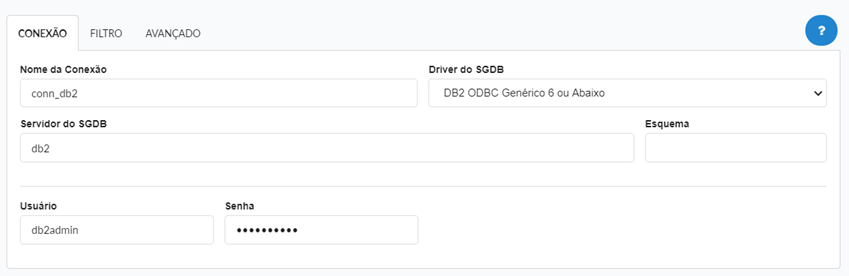 CONEXÃO FILTRO AVANÇADO ?
Nome da Conexão Driver do SGDB
conn_db2 DB2 ODBC Genérico 6 ou Abaixo
Servidor do SGDB Esquema
db2
Usuário Senha
db2admin ••••••••••